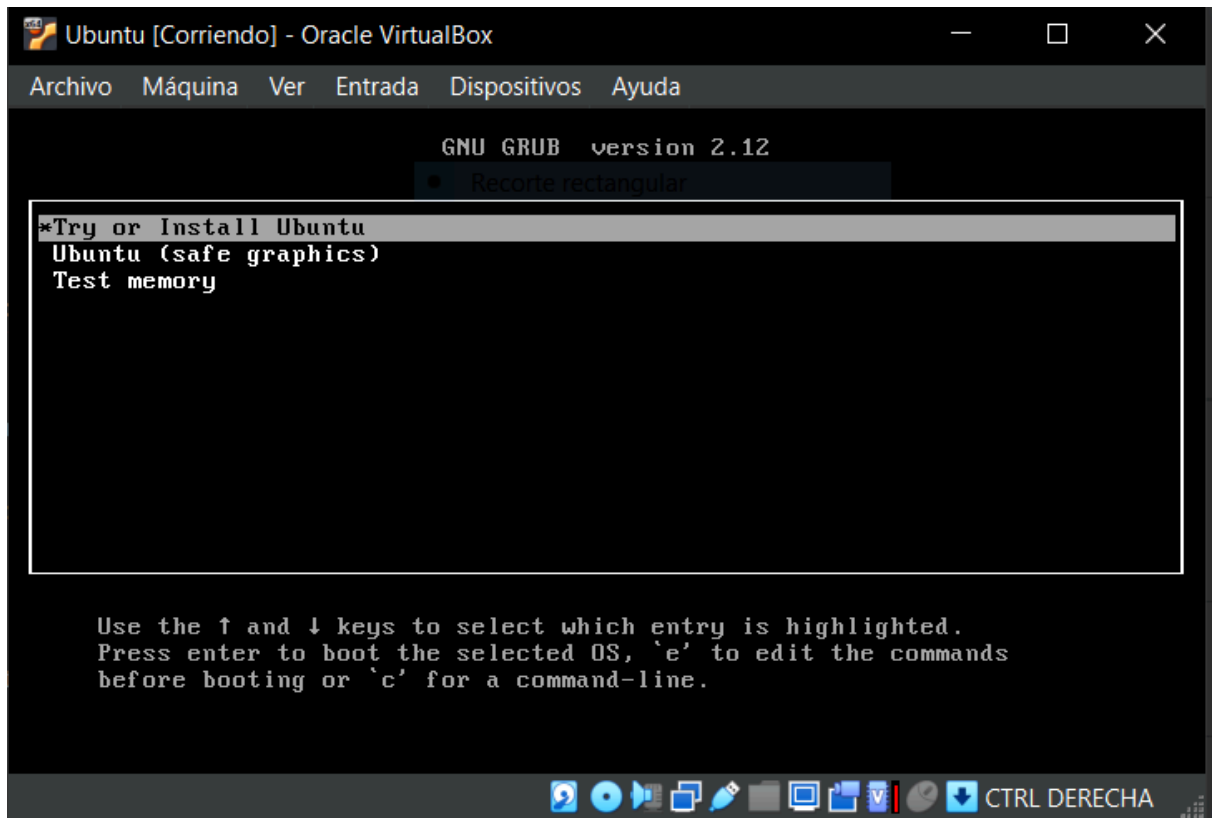 Ubuntu [Corriendo] - Oracle VirtualBox
Archivo Máquina Ver Entrada Dispositivos Ayuda
GNU GRUB version 2.12
Recorte rectangular
*Try or Install Ubuntu
Ubuntu (safe graphics)
Test memory
Use the ↑ and ↓ keys to select which entry is highlighted.
Press enter to boot the selected OS, `e' to edit the commands
before booting or `c' for a command-line.
CTRL DERECHA